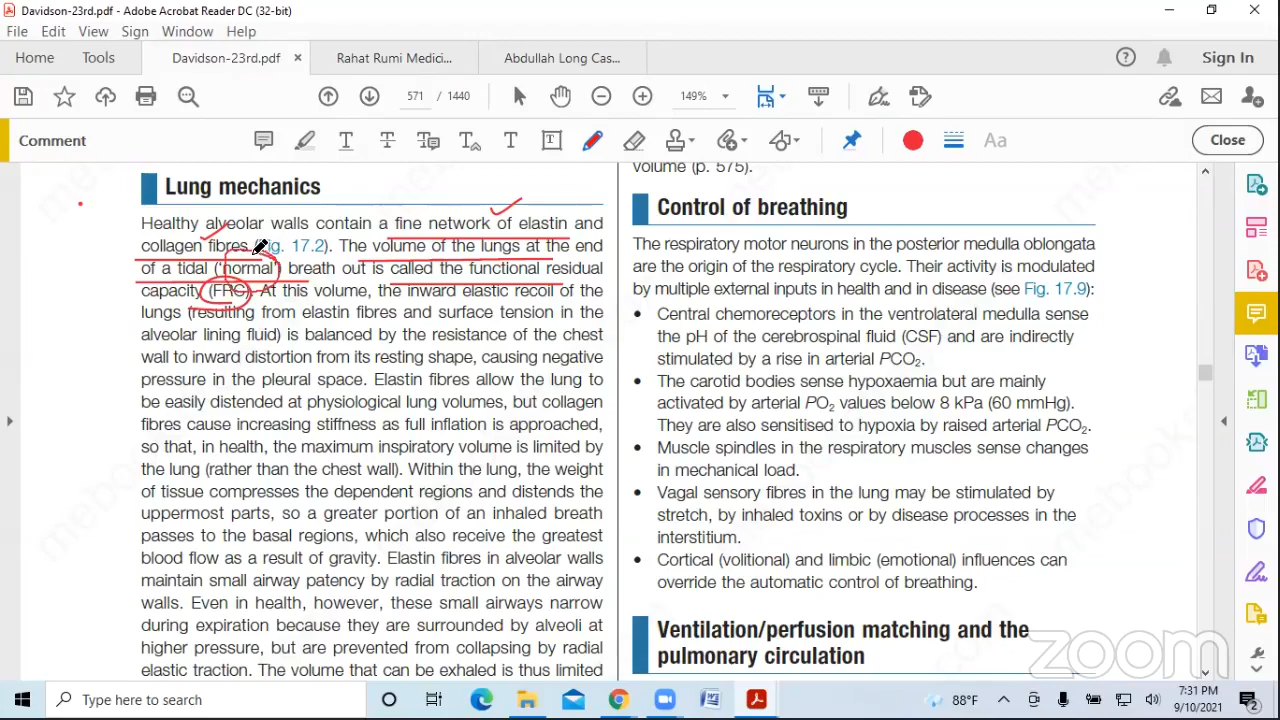 Davidson-23rd.pdf - Adobe Acrobat Reader DC (32-bit)
File Edit View Sign Window Help
Home Tools Davidson-23rd.pdf × Rahat Rumi Medici... Abdullah Long Cas... Sign In
571 / 1440 149%
Comment Close
Lung mechanics
Healthy alveolar walls contain a fine network of elastin and
collagen fibres (Fig. 17.2). The volume of the lungs at the end
of a tidal ('normal') breath out is called the functional residual
capacity (FRC). At this volume, the inward elastic recoil of the
lungs (resulting from elastin fibres and surface tension in the
alveolar lining fluid) is balanced by the resistance of the chest
wall to inward distortion from its resting shape, causing negative
pressure in the pleural space. Elastin fibres allow the lung to
be easily distended at physiological lung volumes, but collagen
fibres cause increasing stiffness as full inflation is approached,
so that, in health, the maximum inspiratory volume is limited by
the lung (rather than the chest wall). Within the lung, the weight
of tissue compresses the dependent regions and distends the
uppermost parts, so a greater portion of an inhaled breath
passes to the basal regions, which also receive the greatest
blood flow as a result of gravity. Elastin fibres in alveolar walls
maintain small airway patency by radial traction on the airway
walls. Even in health, however, these small airways narrow
during expiration because they are surrounded by alveoli at
higher pressure, but are prevented from collapsing by radial
elastic traction. The volume that can be exhaled is thus limited
volume (p. 575).
Control of breathing
The respiratory motor neurons in the posterior medulla oblongata
are the origin of the respiratory cycle. Their activity is modulated
by multiple external inputs in health and in disease (see Fig. 17.9):
• Central chemoreceptors in the ventrolateral medulla sense
the pH of the cerebrospinal fluid (CSF) and are indirectly
stimulated by a rise in arterial PCO₂.
• The carotid bodies sense hypoxaemia but are mainly
activated by arterial PO₂ values below 8 kPa (60 mmHg).
They are also sensitised to hypoxia by raised arterial PCO₂.
• Muscle spindles in the respiratory muscles sense changes
in mechanical load.
• Vagal sensory fibres in the lung may be stimulated by
stretch, by inhaled toxins or by disease processes in the
interstitium.
• Cortical (volitional) and limbic (emotional) influences can
override the automatic control of breathing.
Ventilation/perfusion matching and the
pulmonary circulation
zoom
Type here to search 88°F 7:31 PM
9/10/2021 2